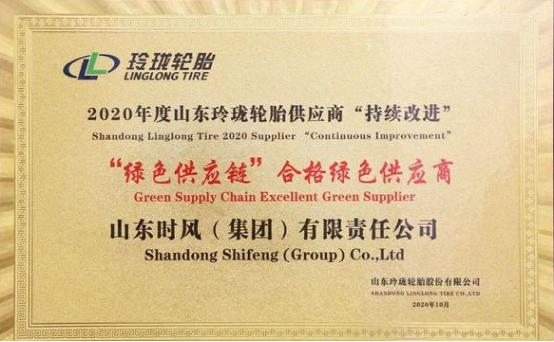 玲珑轮胎
LINGLONG TIRE
2020年度山东玲珑轮胎供应商“持续改进”
Shandong Linglong Tire 2020 Supplier “Continuous Improvement”
“绿色供应链”合格绿色供应商
Green Supply Chain Excellent Green Supplier
山东时风（集团）有限责任公司
Shandong Shifeng (Group) Co.,Ltd
山东玲珑轮胎股份有限公司
SHANDONG LINGLONG TIRE CO.,LTD
2020年10月